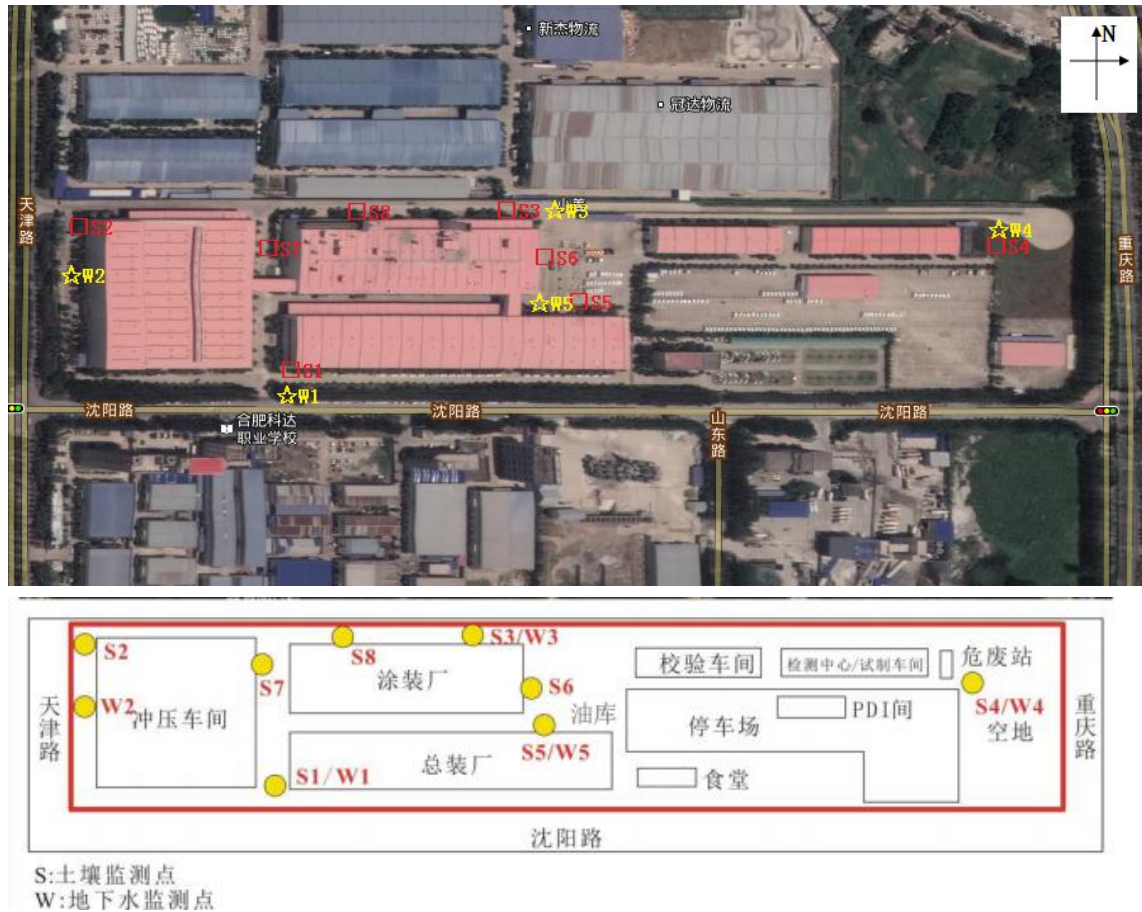 新杰物流
N
冠达物流
天津路
S2
S8
S3
W3
W4
S4
S7
S6
重庆路
W2
W5
S5
S1
W1
沈阳路
沈阳路
沈阳路
合肥科达
职业学校
山东路
S2
S8
S3/W3
校验车间
检测中心/试制车间
危废站
S7
涂装厂
S6
天津路
W2
冲压车间
油库
停车场
PDI间
S4/W4
空地
重庆路
S5/W5
总装厂
S1/W1
食堂
沈阳路
S:土壤监测点
W:地下水监测点